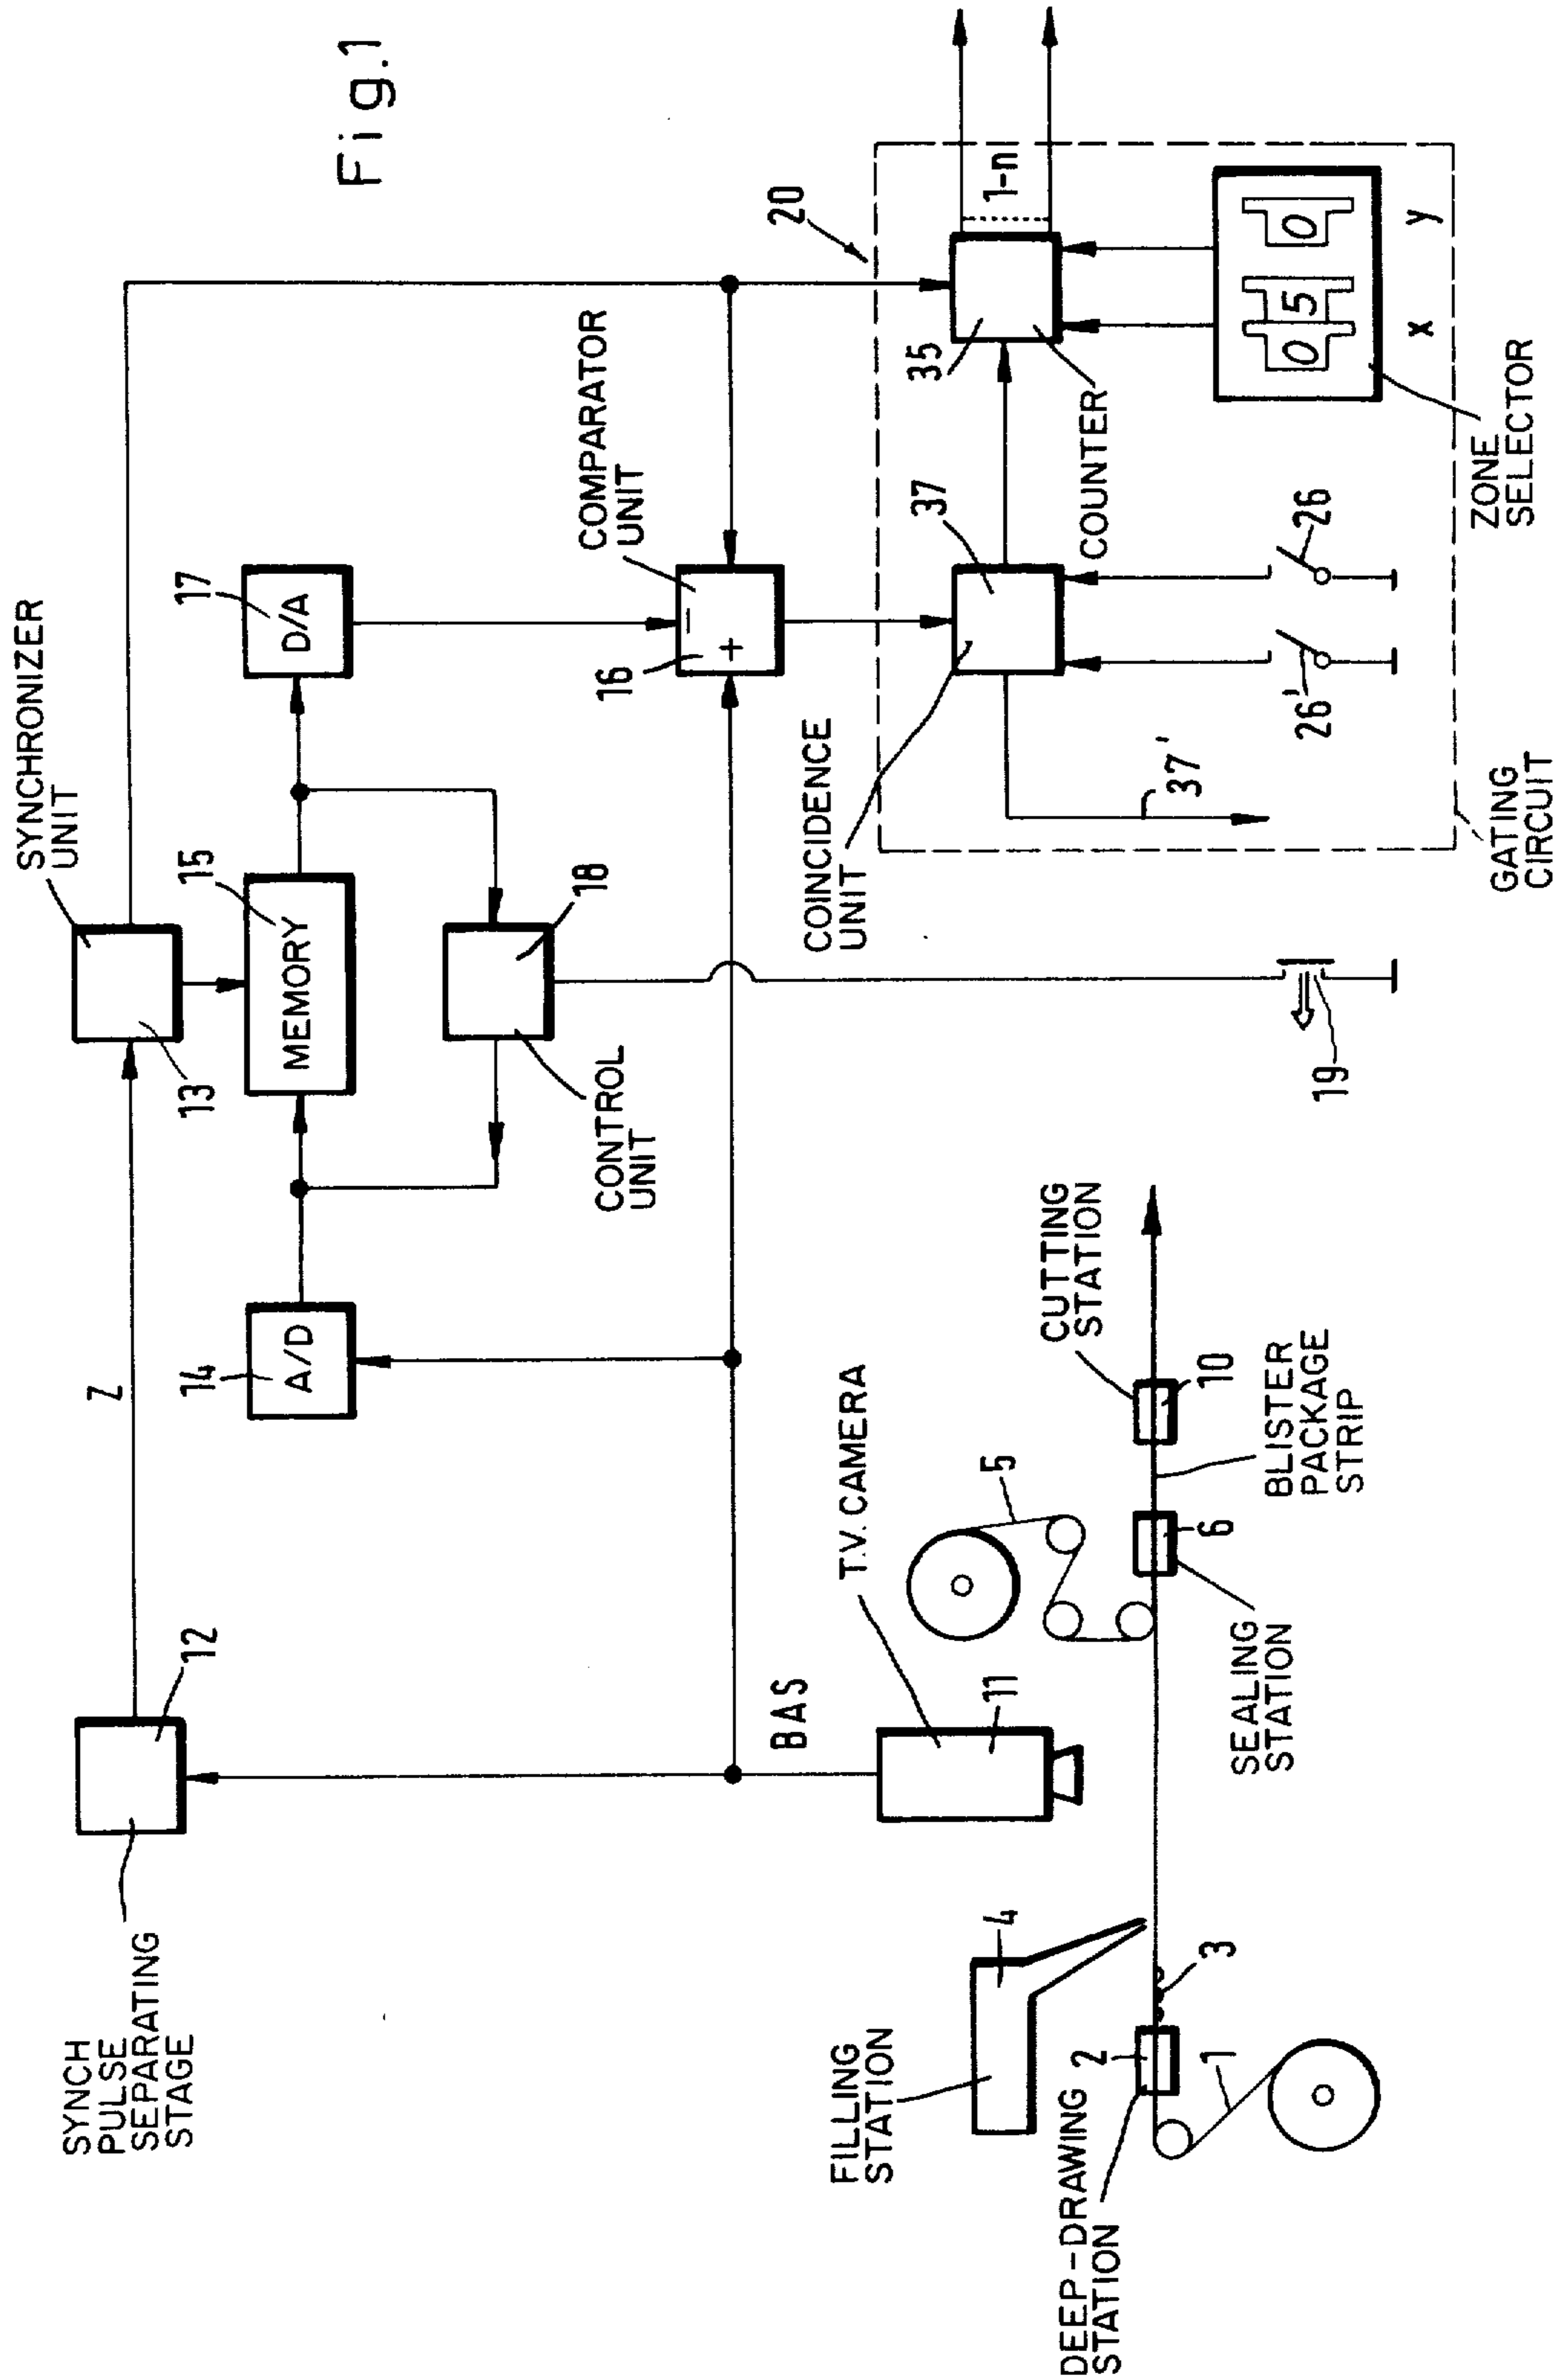 Fig.1
SYNCH
PULSE
SEPARATING
STAGE
12
Z
SYNCHRONIZER
UNIT
13
14
A/D
15
MEMORY
17
D/A
18
CONTROL
UNIT
COMPARATOR
UNIT
16
+
−
BAS
T.V. CAMERA
11
FILLING
STATION
4
DEEP-DRAWING
STATION
2
1
3
5
SEALING
STATION
6
BLISTER
PACKAGE
STRIP
CUTTING
STATION
10
19
20
COINCIDENCE
UNIT
37
37'
26'
26
35
COUNTER
1-n
0 5 0
x y
ZONE
SELECTOR
GATING
CIRCUIT